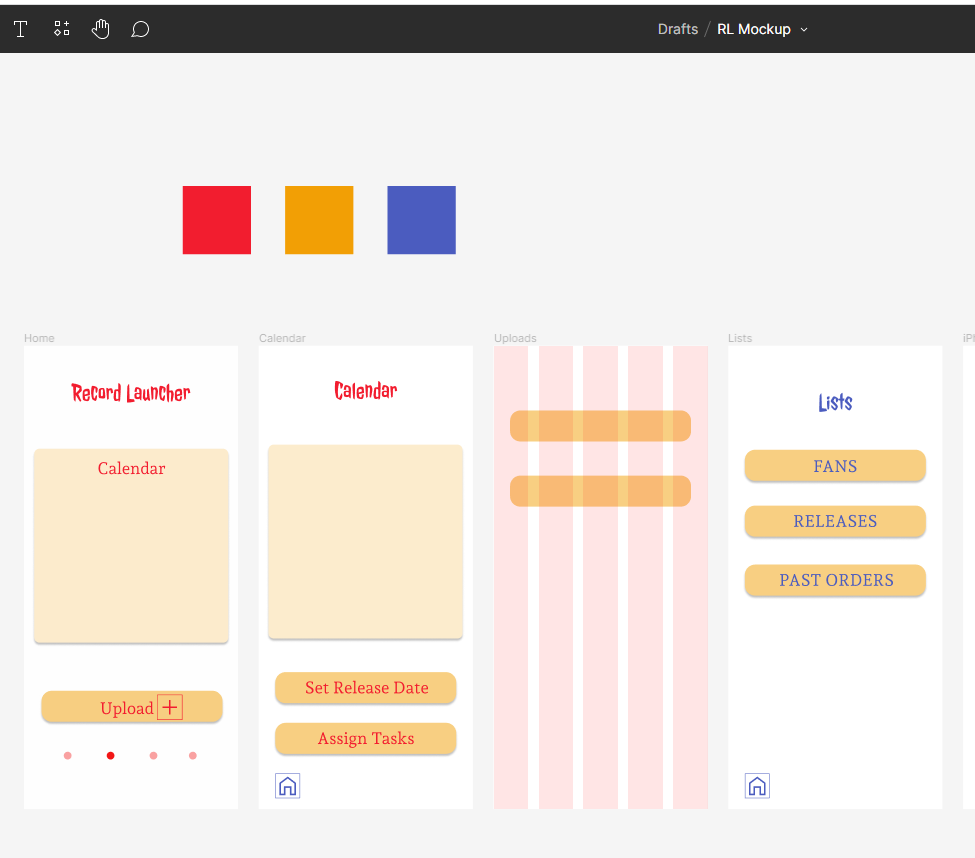 Drafts / RL Mockup
Home
Calendar
Uploads
Lists
Record Launcher
Calendar
Lists
Calendar
FANS
RELEASES
PAST ORDERS
Upload
Set Release Date
Assign Tasks